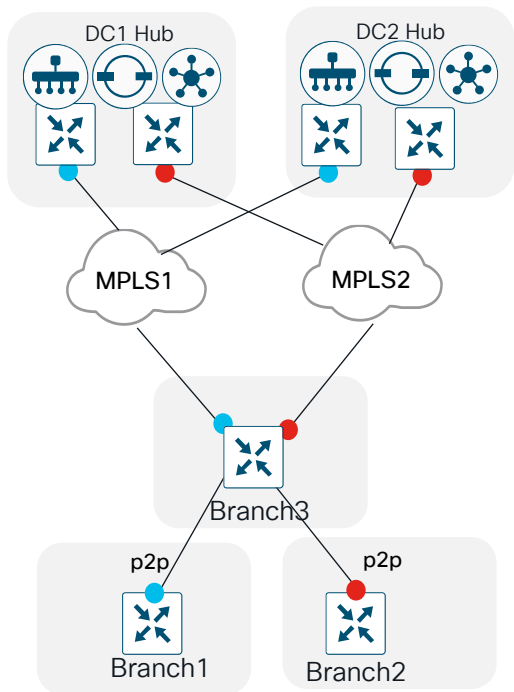 DC1 Hub
DC2 Hub
MPLS1
MPLS2
Branch3
p2p
p2p
Branch1
Branch2